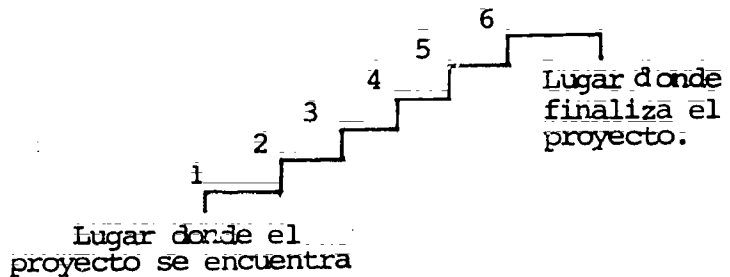 6
5
4
3
2
1
Lugar donde
finaliza el
proyecto.
Lugar donde el
proyecto se encuentra